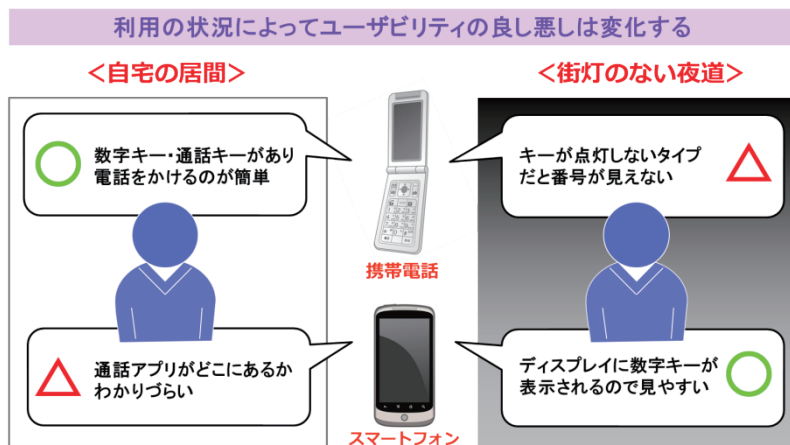 利用の状況によってユーザビリティの良し悪しは変化する
＜自宅の居間＞
＜街灯のない夜道＞
数字キー・通話キーがあり
電話をかけるのが簡単
キーが点灯しないタイプ
だと番号が見えない
携帯電話
通話アプリがどこにあるか
わかりづらい
ディスプレイに数字キーが
表示されるので見やすい
スマートフォン